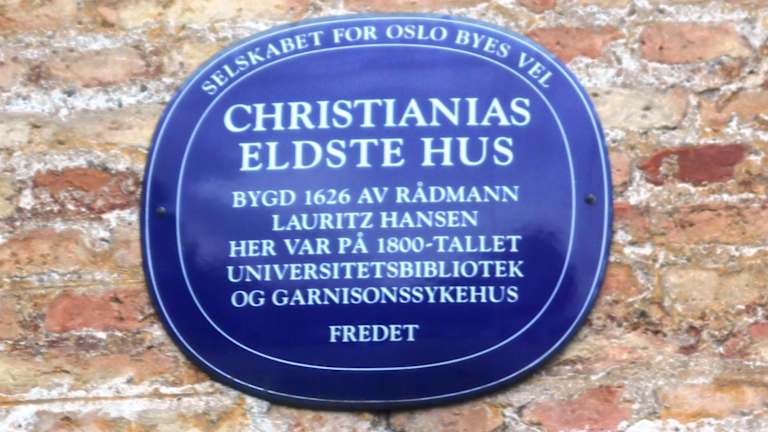 SELSKABET FOR OSLO BYES VEL
CHRISTIANIAS
ELDSTE HUS
BYGD 1626 AV RÅDMANN
LAURITZ HANSEN
HER VAR PÅ 1800-TALLET
UNIVERSITETSBIBLIOTEK
OG GARNISONSSYKEHUS
FREDET